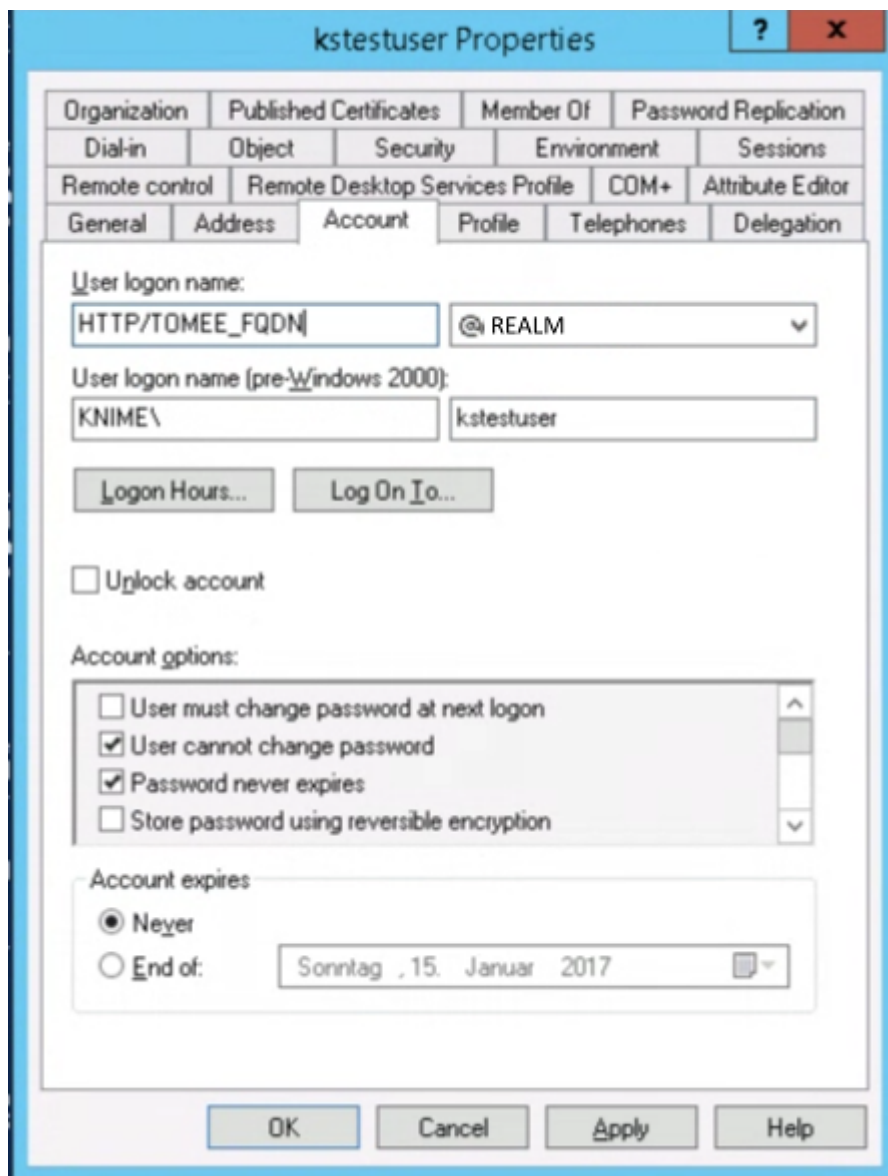 kstestuser Properties
?
x
Organization Published Certificates Member Of Password Replication
Dial-in Object Security Environment Sessions
Remote control Remote Desktop Services Profile COM+ Attribute Editor
General Address Account Profile Telephones Delegation
User logon name:
HTTP/TOMEE_FQDN @ REALM
User logon name (pre-Windows 2000):
KNIME\ kstestuser
Logon Hours... Log On To...
Unlock account
Account options:
User must change password at next logon
User cannot change password
Password never expires
Store password using reversible encryption
Account expires
Never
End of: Sonntag , 15. Januar 2017
OK Cancel Apply Help